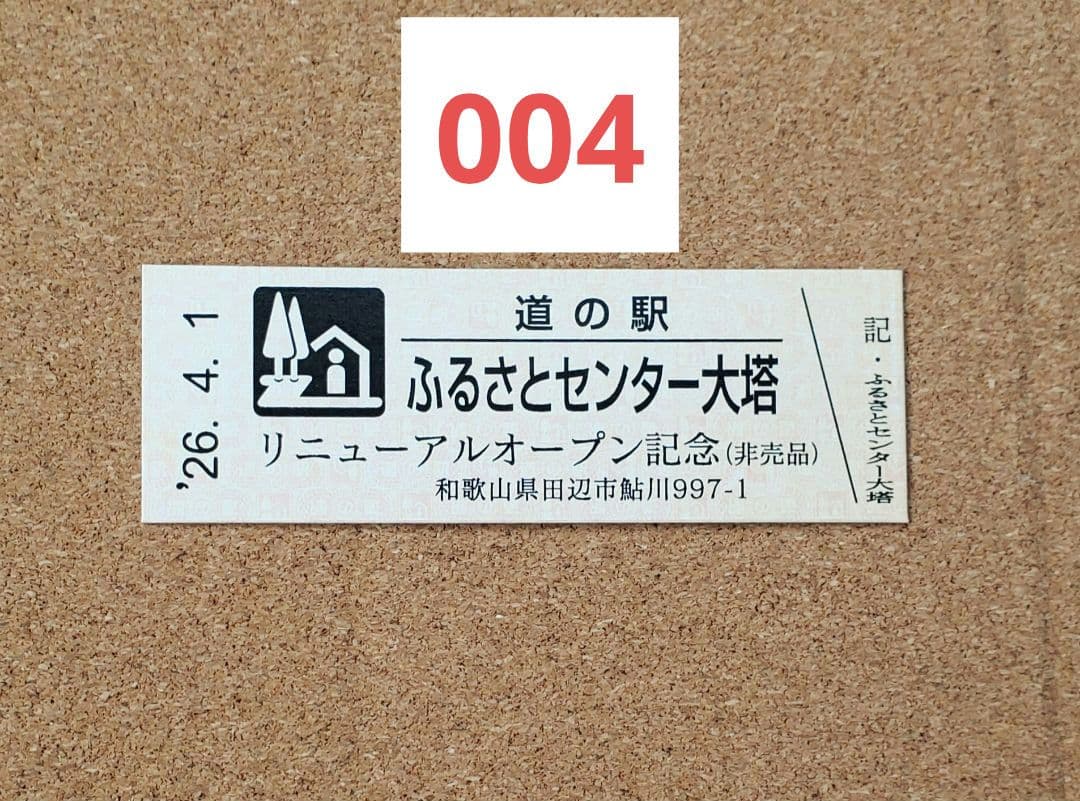 004
'26. 4. 1
道の駅
ふるさとセンター大塔
リニューアルオープン記念(非売品)
和歌山県田辺市鮎川997-1
記・ふるさとセンター大塔